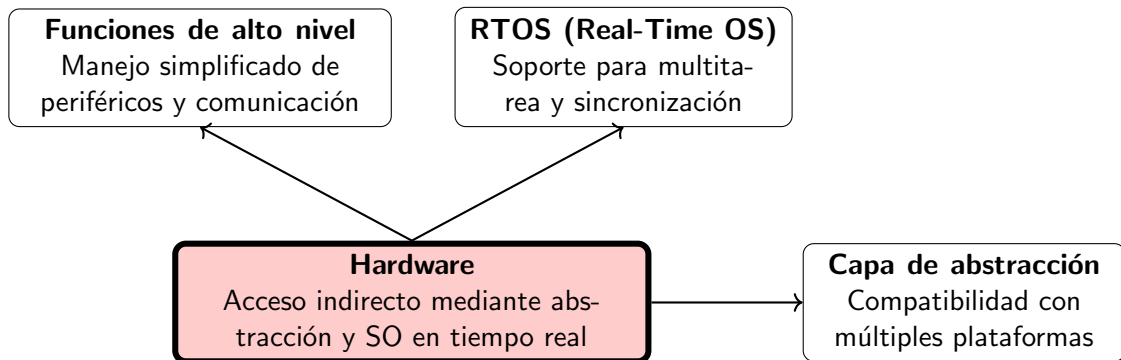 Funciones de alto nivel
Manejo simplificado de
periféricos y comunicación
RTOS (Real-Time OS)
Soporte para multita-
rea y sincronización
Hardware
Acceso indirecto mediante abs-
tracción y SO en tiempo real
Capa de abstracción
Compatibilidad con
múltiples plataformas